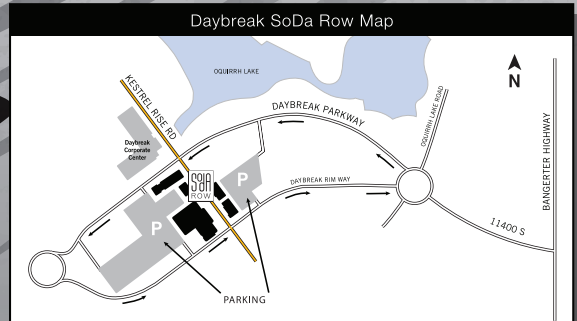 Daybreak SoDa Row Map
OQUIRRH LAKE
N
KESTREL RISE RD
DAYBREAK PARKWAY
OQUIRRH LAKE ROAD
BANGERTER HIGHWAY
Daybreak
Corporate
Center
SODA
ROW
P
DAYBREAK RIM WAY
P
11400 S
PARKING